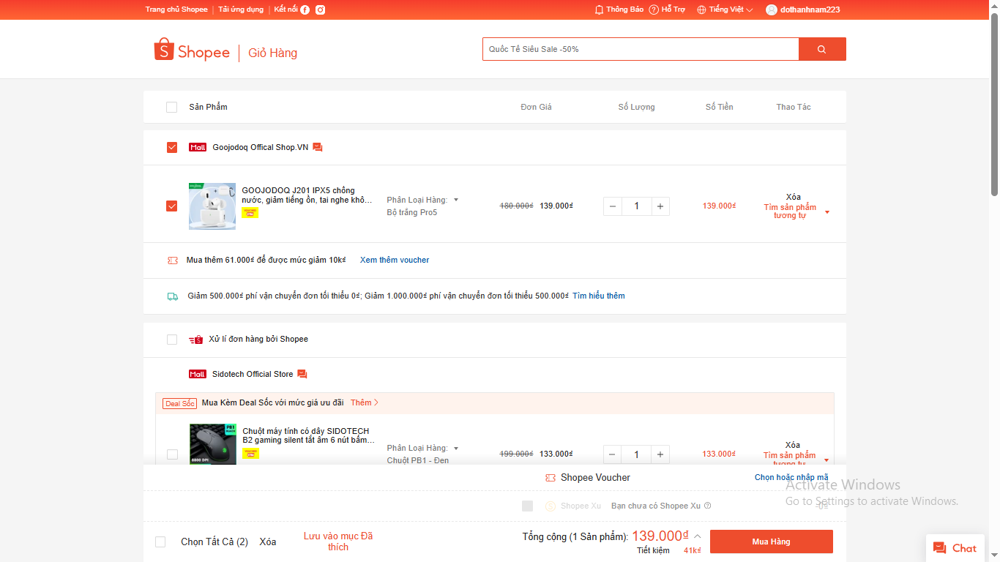 Trang chủ Shopee
Tải ứng dụng
Kết nối
Thông Báo
Hỗ Trợ
Tiếng Việt
dothanhnam223
Shopee
Giỏ Hàng
Quốc Tế Siêu Sale -50%
Sản Phẩm
Đơn Giá
Số Lượng
Số Tiền
Thao Tác
Mall
Goojodoq Offical Shop.VN
GOOJODOQ J201 IPX5 chống
nước, giảm tiếng ồn, tai nghe khô...
Phân Loại Hàng:
Bộ trắng Pro5
180.000₫ 139.000₫
1
139.000₫
Xóa
Tìm sản phẩm
tương tự
Mua thêm 61.000₫ để được mức giảm 10k₫
Xem thêm voucher
Giảm 500.000₫ phí vận chuyển đơn tối thiểu 0₫; Giảm 1.000.000₫ phí vận chuyển đơn tối thiểu 500.000₫ Tìm hiểu thêm
Xử lí đơn hàng bởi Shopee
Mall
Sidotech Official Store
Deal Sốc
Mua Kèm Deal Sốc với mức giá ưu đãi
Thêm
PB1
BLACK
8800 DPI
Chuột máy tính có dây SIDOTECH
B2 gaming silent tắt âm 6 nút bấm...
Phân Loại Hàng:
Chuột PB1 - Đen
199.000₫ 133.000₫
1
133.000₫
Xóa
Tìm sản phẩm
tương tự
Shopee Voucher
Chọn hoặc nhập mã
Shopee Xu
Bạn chưa có Shopee Xu
-0₫
Activate Windows
Go to Settings to activate Windows.
Chọn Tất Cả (2)
Xóa
Lưu vào mục Đã
thích
Tổng cộng (1 Sản phẩm): 139.000₫
Tiết kiệm 41k₫
Mua Hàng
Chat